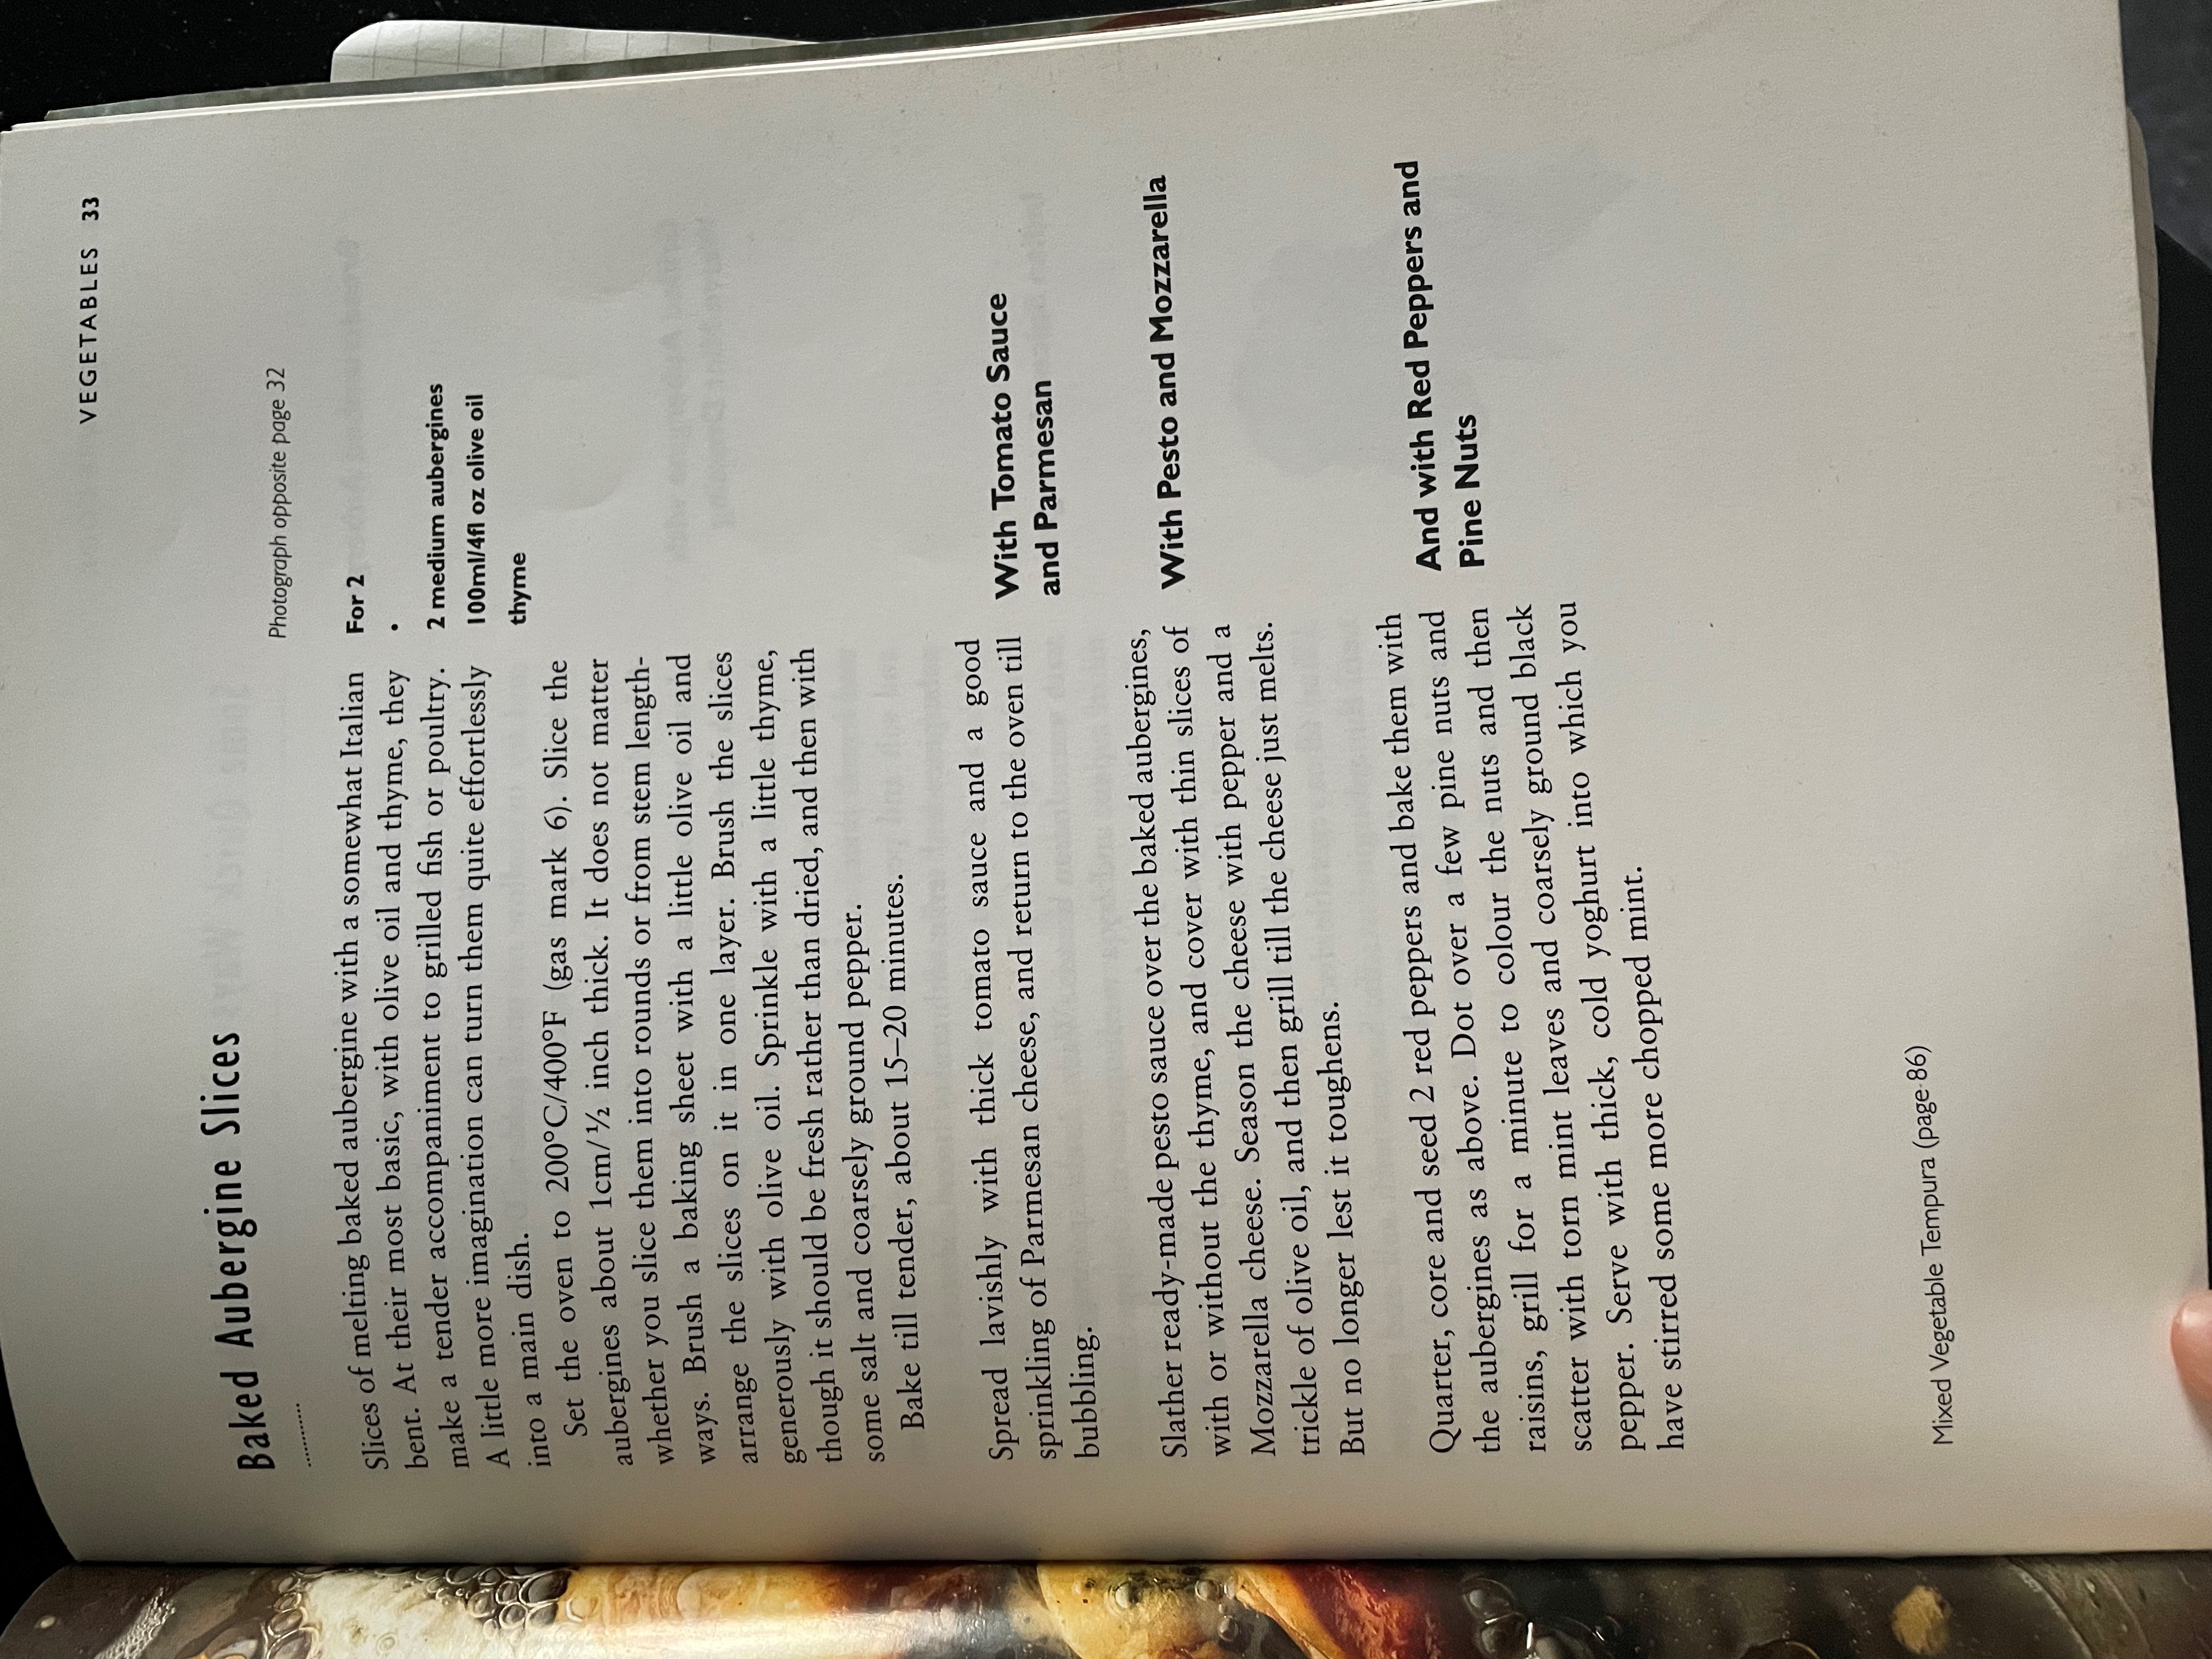 VEGETABLES 33
Baked Aubergine Slices
Photograph opposite page 32
Slices of melting baked aubergine with a somewhat Italian
bent. At their most basic, with olive oil and thyme, they
make a tender accompaniment to grilled fish or poultry.
A little more imagination can turn them quite effortlessly
into a main dish.
Set the oven to 200°C/400°F (gas mark 6). Slice the
aubergines about 1cm/½ inch thick. It does not matter
whether you slice them into rounds or from stem length-
ways. Brush a baking sheet with a little olive oil and
arrange the slices on it in one layer. Brush the slices
generously with olive oil. Sprinkle with a little thyme,
though it should be fresh rather than dried, and then with
some salt and coarsely ground pepper.
Bake till tender, about 15–20 minutes.
For 2
•
2 medium aubergines
100ml/4fl oz olive oil
thyme
With Tomato Sauce
and Parmesan
Spread lavishly with thick tomato sauce and a good
sprinkling of Parmesan cheese, and return to the oven till
bubbling.
With Pesto and Mozzarella
Slather ready-made pesto sauce over the baked aubergines,
with or without the thyme, and cover with thin slices of
Mozzarella cheese. Season the cheese with pepper and a
trickle of olive oil, and then grill till the cheese just melts.
But no longer lest it toughens.
And with Red Peppers and
Pine Nuts
Quarter, core and seed 2 red peppers and bake them with
the aubergines as above. Dot over a few pine nuts and
raisins, grill for a minute to colour the nuts and then
scatter with torn mint leaves and coarsely ground black
pepper. Serve with thick, cold yoghurt into which you
have stirred some more chopped mint.
Mixed Vegetable Tempura (page 86)